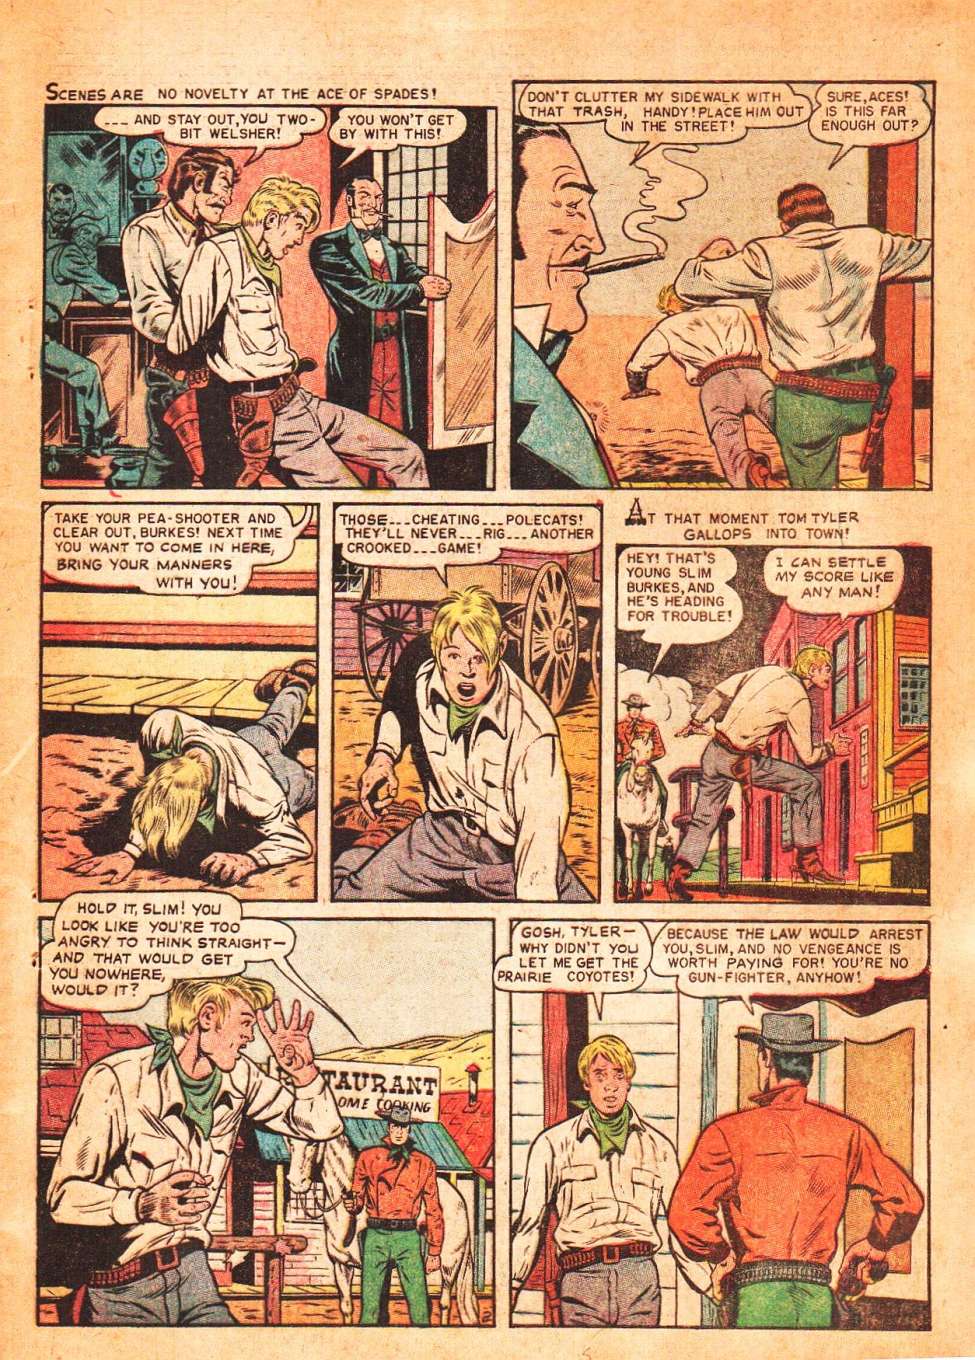 SCENES ARE NO NOVELTY AT THE ACE OF SPADES!
--- AND STAY OUT, YOU TWO-
BIT WELSHER!
YOU WON'T GET
BY WITH THIS!
DON'T CLUTTER MY SIDEWALK WITH
THAT TRASH, HANDY! PLACE HIM OUT
IN THE STREET!
SURE, ACES!
IS THIS FAR
ENOUGH OUT?
TAKE YOUR PEA-SHOOTER AND
CLEAR OUT, BURKES! NEXT TIME
YOU WANT TO COME IN HERE,
BRING YOUR MANNERS
WITH YOU!
THOSE---CHEATING---POLECATS!
THEY'LL NEVER---RIG---ANOTHER
CROOKED---GAME!
AT THAT MOMENT TOM TYLER
GALLOPS INTO TOWN!
HEY! THAT'S
YOUNG SLIM
BURKES, AND
HE'S HEADING
FOR TROUBLE!
I CAN SETTLE
MY SCORE LIKE
ANY MAN!
HOLD IT, SLIM! YOU
LOOK LIKE YOU'RE TOO
ANGRY TO THINK STRAIGHT—
AND THAT WOULD GET
YOU NOWHERE,
WOULD IT?
TAURANT
OME COOKING
GOSH, TYLER—
WHY DIDN'T YOU
LET ME GET THE
PRAIRIE COYOTES!
BECAUSE THE LAW WOULD ARREST
YOU, SLIM, AND NO VENGEANCE IS
WORTH PAYING FOR! YOU'RE NO
GUN-FIGHTER, ANYHOW!